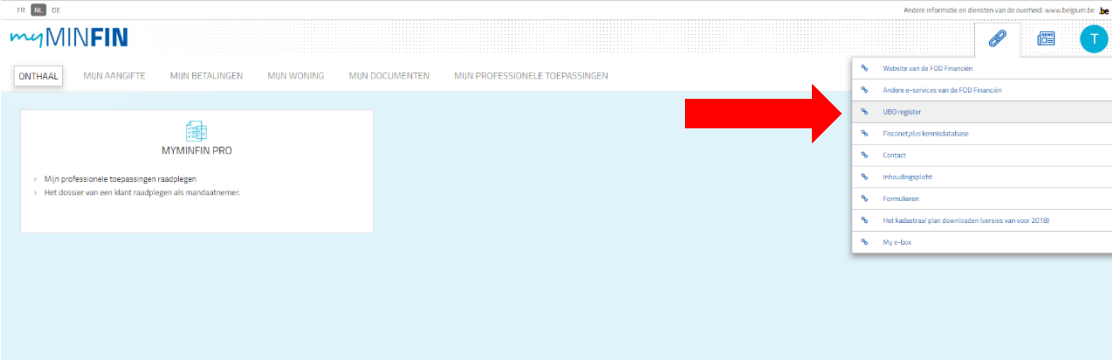 FR NL DE
Andere informatie en diensten van de overheid: www.belgium.be .be
myMINFIN
NEWS
T
ONTHAAL MIJN AANGIFTE MIJN BETALINGEN MIJN WONING MIJN DOCUMENTEN MIJN PROFESSIONELE TOEPASSINGEN
Website van de FOD Financiën
Andere e-services van de FOD Financiën
UBO register
Fisconetplus kennisdatabase
Contact
Inhoudingsplicht
Formulieren
Het kadastraal plan downloaden (versies van voor 2018)
My e-box
MYMINFIN PRO
> Mijn professionele toepassingen raadplegen
> Het dossier van een klant raadplegen als mandaatnemer.